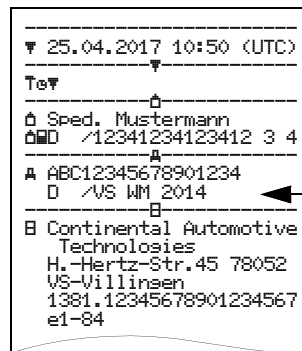 ▼ 25.04.2017 10:50 (UTC)
T⊙▼
Sped. Mustermann
D /12341234123412 3 4
ABC12345678901234
D /VS WM 2014
Continental Automotive
Technologies
H.-Hertz-Str.45 78052
VS-Villingen
1381.12345678901234567
e1-84